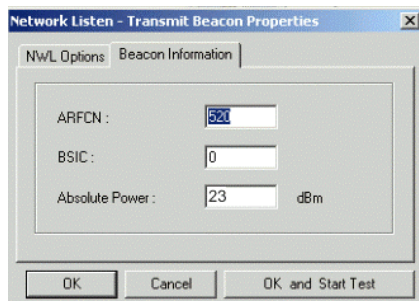 Network Listen - Transmit Beacon Properties
NWL Options Beacon Information
ARFCN : 520
BSIC : 0
Absolute Power : 23 dBm
OK Cancel OK and Start Test